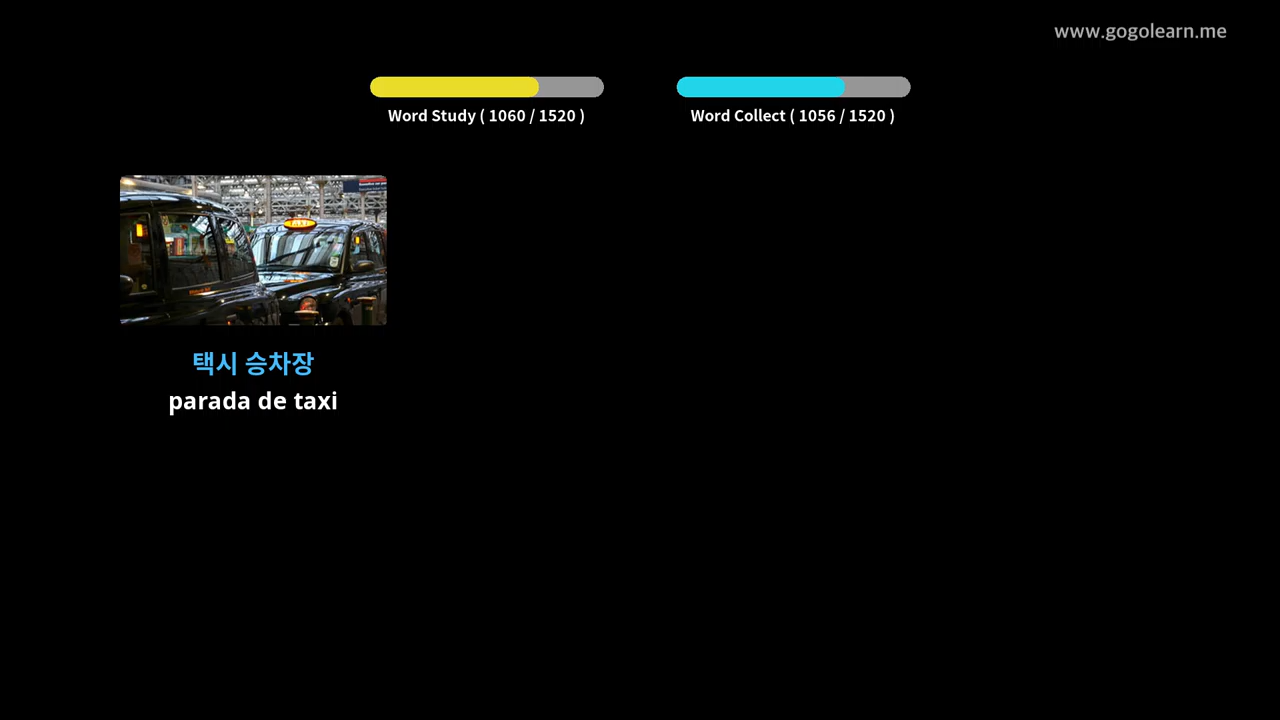 www.gogolearn.me
Word Study ( 1060 / 1520 )
Word Collect ( 1056 / 1520 )
TAXI
택시 승차장
parada de taxi